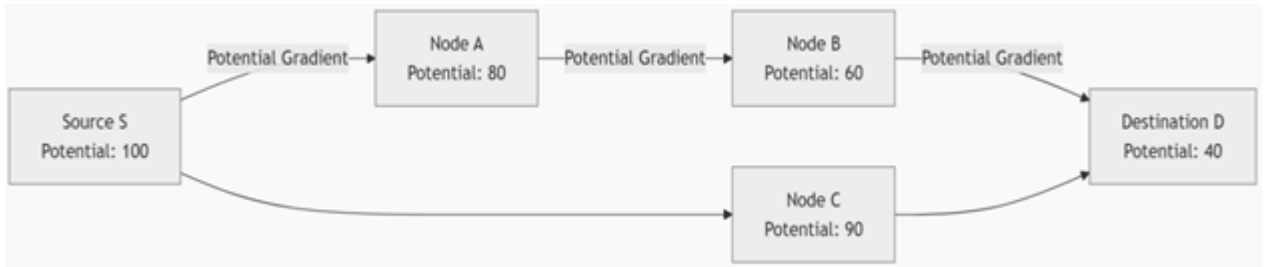 Source S
Potential: 100
Potential Gradient
Node A
Potential: 80
Potential Gradient
Node B
Potential: 60
Potential Gradient
Node C
Potential: 90
Destination D
Potential: 40